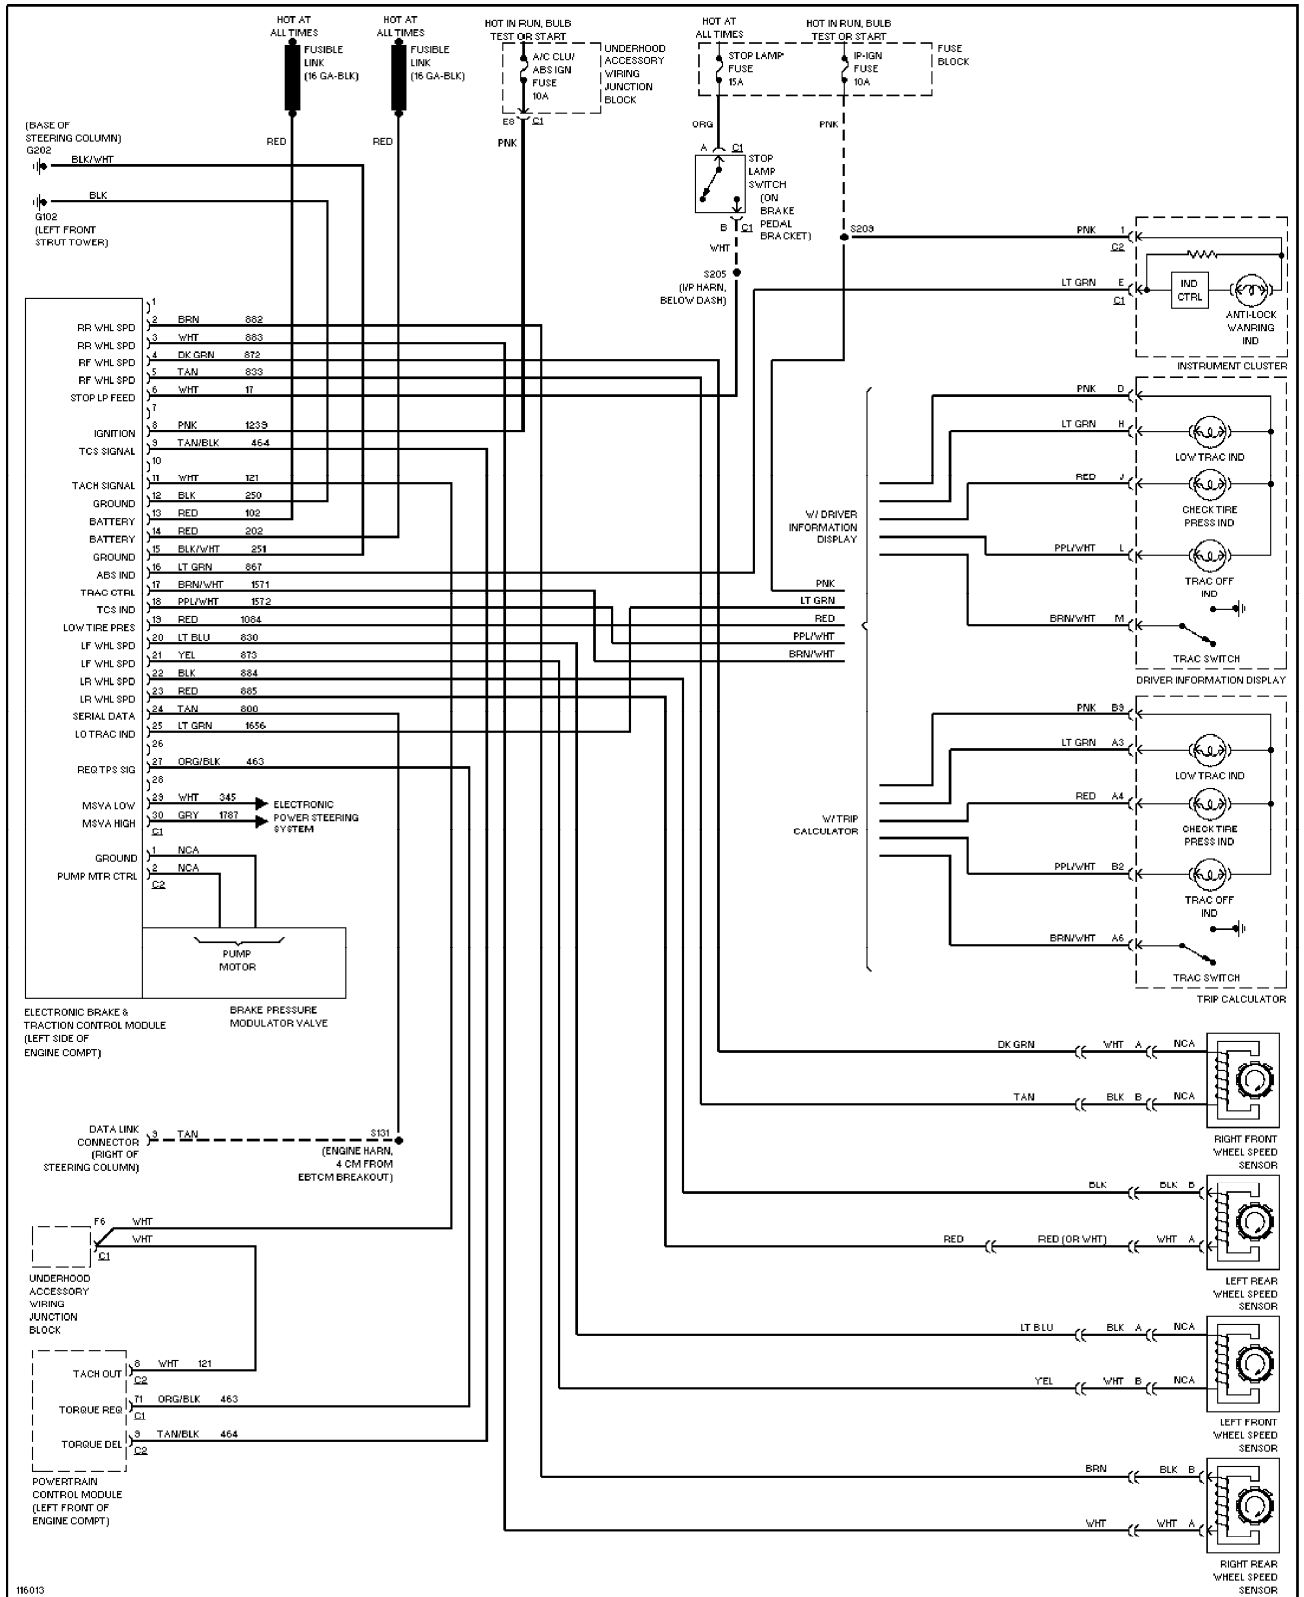 HOT AT
ALL TIMES
FUSIBLE
LINK
(16 GA-BLK)
RED
HOT AT
ALL TIMES
FUSIBLE
LINK
(16 GA-BLK)
RED
HOT IN RUN, BULB
TEST OR START
A/C CLU/
ABS IGN
FUSE
10A
UNDERHOOD
ACCESSORY
WIRING
JUNCTION
BLOCK
E8 C1
PNK
HOT AT
ALL TIMES
STOP LAMP
FUSE
15A
HOT IN RUN, BULB
TEST OR START
IP-IGN
FUSE
10A
FUSE
BLOCK
ORG
PNK
A C1
STOP
LAMP
SWITCH
(ON
BRAKE
PEDAL
BRACKET)
B C1
WHT
S205
(I/P HARN,
BELOW DASH)
S209
(BASE OF
STEERING COLUMN)
G202
BLK/WHT
BLK
G102
(LEFT FRONT
STRUT TOWER)
PNK 1
C2
LT GRN E
C1
IND
CTRL
ANTI-LOCK
WANRING
IND
INSTRUMENT CLUSTER
1
RR WHL SPD 2 BRN 882
RR WHL SPD 3 WHT 883
RF WHL SPD 4 DK GRN 872
RF WHL SPD 5 TAN 833
STOP LP FEED 6 WHT 17
7
IGNITION 8 PNK 1239
TCS SIGNAL 9 TAN/BLK 464
10
TACH SIGNAL 11 WHT 121
GROUND 12 BLK 250
BATTERY 13 RED 102
BATTERY 14 RED 202
GROUND 15 BLK/WHT 251
ABS IND 16 LT GRN 867
TRAC CTRL 17 BRN/WHT 1571
TCS IND 18 PPL/WHT 1572
LOW TIRE PRES 19 RED 1084
LF WHL SPD 20 LT BLU 830
LF WHL SPD 21 YEL 873
LR WHL SPD 22 BLK 884
LR WHL SPD 23 RED 885
SERIAL DATA 24 TAN 800
LO TRAC IND 25 LT GRN 1656
26
REQ TPS SIG 27 ORG/BLK 463
28
MSVA LOW 29 WHT 345
MSVA HIGH 30 GRY 1787
C1
ELECTRONIC
POWER STEERING
SYSTEM
GROUND 1 NCA
PUMP MTR CTRL 2 NCA
C2
PUMP
MOTOR
ELECTRONIC BRAKE &
TRACTION CONTROL MODULE
(LEFT SIDE OF
ENGINE COMPT)
BRAKE PRESSURE
MODULATOR VALVE
W/ DRIVER
INFORMATION
DISPLAY
PNK
LT GRN
RED
PPL/WHT
BRN/WHT
W/ TRIP
CALCULATOR
PNK D
LT GRN H
LOW TRAC IND
RED J
CHECK TIRE
PRESS IND
PPL/WHT L
TRAC OFF
IND
BRN/WHT M
TRAC SWITCH
DRIVER INFORMATION DISPLAY
PNK B9
LT GRN A3
LOW TRAC IND
RED A4
CHECK TIRE
PRESS IND
PPL/WHT B2
TRAC OFF
IND
BRN/WHT A6
TRAC SWITCH
TRIP CALCULATOR
DK GRN WHT A NCA
TAN BLK B NCA
RIGHT FRONT
WHEEL SPEED
SENSOR
DATA LINK
CONNECTOR
(RIGHT OF
STEERING COLUMN)
9 TAN
S131
(ENGINE HARN,
4 CM FROM
EBTCM BREAKOUT)
BLK BLK B
RED RED (OR WHT) WHT A
LEFT REAR
WHEEL SPEED
SENSOR
F6 WHT
WHT
C1
UNDERHOOD
ACCESSORY
WIRING
JUNCTION
BLOCK
LT BLU BLK A NCA
YEL WHT B NCA
LEFT FRONT
WHEEL SPEED
SENSOR
TACH OUT 8 WHT 121
C2
TORQUE REQ 71 ORG/BLK 463
C1
TORQUE DEL 9 TAN/BLK 464
C2
POWERTRAIN
CONTROL MODULE
(LEFT FRONT OF
ENGINE COMPT)
BRN BLK B
WHT WHT A
RIGHT REAR
WHEEL SPEED
SENSOR
116013